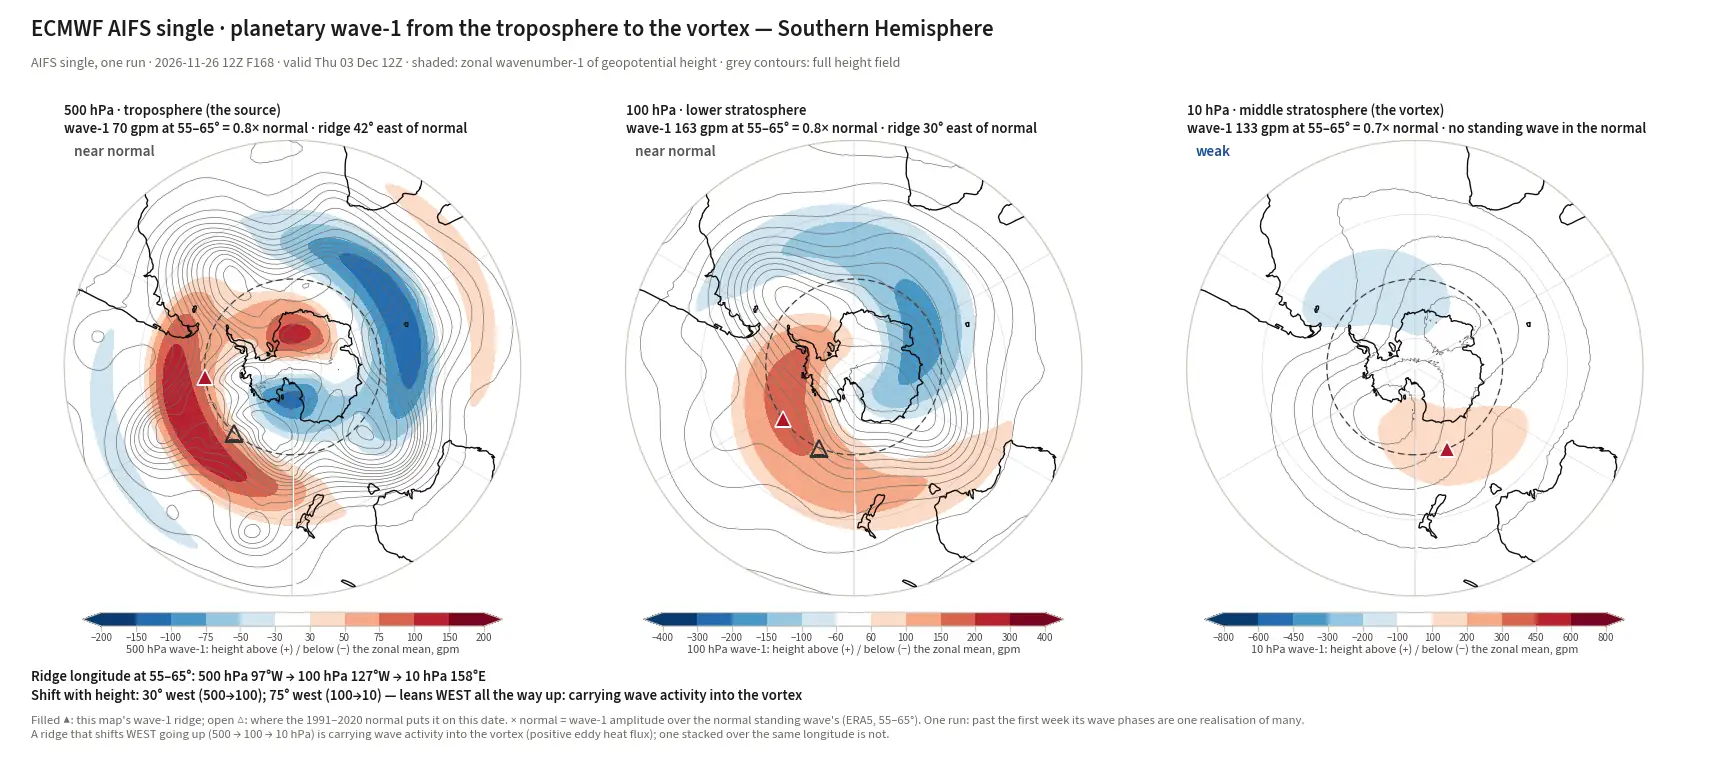 ECMWF AIFS single · planetary wave-1 from the troposphere to the vortex — Southern Hemisphere
AIFS single, one run · 2026-11-26 12Z F168 · valid Thu 03 Dec 12Z · shaded: zonal wavenumber-1 of geopotential height · grey contours: full height field
500 hPa · troposphere (the source)
wave-1 70 gpm at 55–65° = 0.8× normal · ridge 42° east of normal
near normal
100 hPa · lower stratosphere
wave-1 163 gpm at 55–65° = 0.8× normal · ridge 30° east of normal
near normal
10 hPa · middle stratosphere (the vortex)
wave-1 133 gpm at 55–65° = 0.7× normal · no standing wave in the normal
weak
−200 −150 −100 −75 −50 −30 30 50 75 100 150 200
500 hPa wave-1: height above (+) / below (−) the zonal mean, gpm
−400 −300 −200 −150 −100 −60 60 100 150 200 300 400
100 hPa wave-1: height above (+) / below (−) the zonal mean, gpm
−800 −600 −450 −300 −200 −100 100 200 300 450 600 800
10 hPa wave-1: height above (+) / below (−) the zonal mean, gpm
Ridge longitude at 55–65°: 500 hPa 97°W → 100 hPa 127°W → 10 hPa 158°E
Shift with height: 30° west (500→100); 75° west (100→10) — leans WEST all the way up: carrying wave activity into the vortex
Filled ▲: this map's wave-1 ridge; open △: where the 1991–2020 normal puts it on this date. × normal = wave-1 amplitude over the normal standing wave's (ERA5, 55–65°). One run: past the first week its wave phases are one realisation of many.
A ridge that shifts WEST going up (500 → 100 → 10 hPa) is carrying wave activity into the vortex (positive eddy heat flux); one stacked over the same longitude is not.